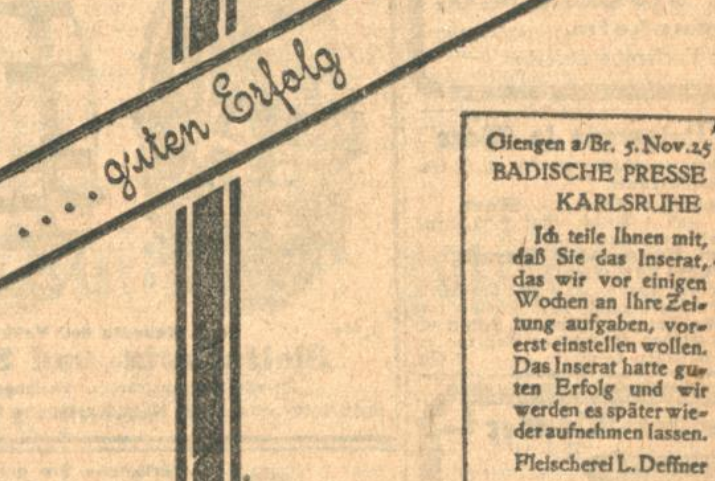 .... guten Erfolg
Giengen a/Br. 5. Nov. 25
BADISCHE PRESSE
KARLSRUHE
Ich teile Ihnen mit,
daß Sie das Inserat,
das wir vor einigen
Wochen an Ihre Zei-
tung aufgaben, vor-
erst einstellen wollen.
Das Inserat hatte gu-
ten Erfolg und wir
werden es später wie-
der aufnehmen lassen.
Fleischerei L. Deffner